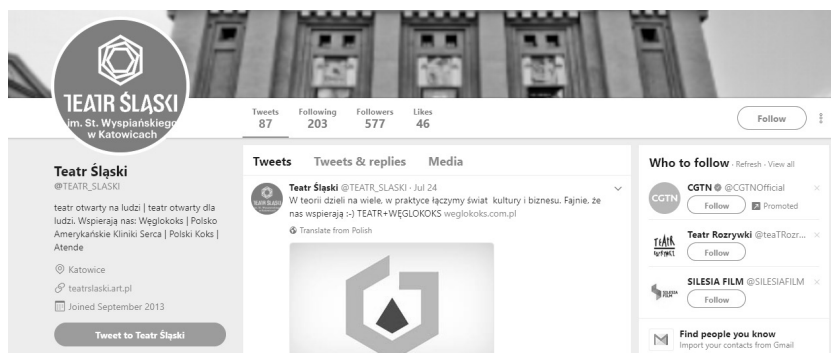 TEATR ŚLĄSKI
im. St. Wyspiańskiego
w Katowicach
Tweets
87
Following
203
Followers
577
Likes
46
Follow
Teatr Śląski
@TEATR_SLASKI
teatr otwarty na ludzi | teatr otwarty dla
ludzi. Wspierają nas: Węglokoks | Polsko
Amerykańskie Kliniki Serca | Polski Koks |
Atende
Katowice
teatrslaski.art.pl
Joined September 2013
Tweet to Teatr Śląski
Tweets Tweets & replies Media
Teatr Śląski @TEATR_SLASKI · Jul 24
W teorii dzieli na wiele, w praktyce łączymy świat kultury i biznesu. Fajnie, że
nas wspierają :-) TEATR+WĘGLOKOKS weglokoks.com.pl
Translate from Polish
Who to follow · Refresh · View all
CGTN
CGTN @CGTNOfficial
Follow Promoted
TEATR
Teatr Rozrywki @teaTRozr...
Follow
SILESIA
FILM
SILESIA FILM @SILESIAFILM
Follow
Find people you know
Import your contacts from Gmail